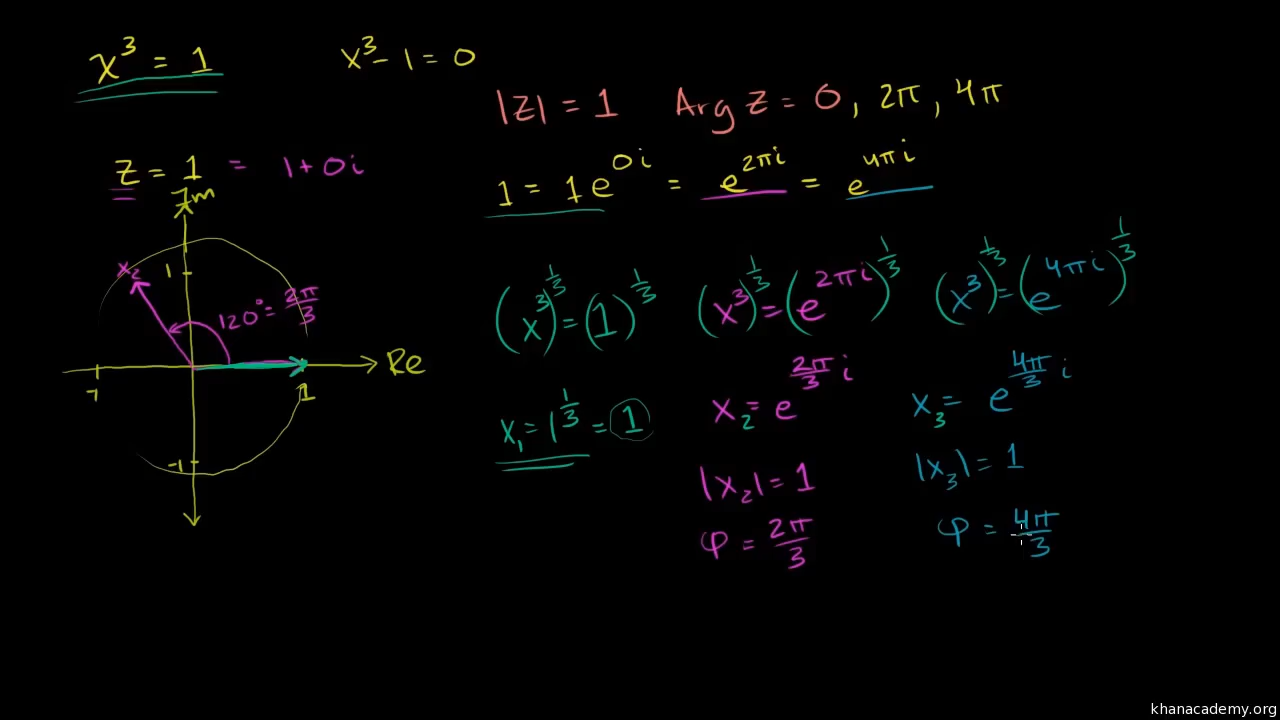 x³ = 1
x³ - 1 = 0
|z| = 1 Arg z = 0, 2π, 4π
z = 1 = 1 + 0i
1 = 1e^{0i} = e^{2πi} = e^{4πi}
Im
1
-1
Re
1
-1
x₂
120° = 2π/3
(x³)^{1/3} = (1)^{1/3}
(x³)^{1/3} = (e^{2πi})^{1/3}
(x³)^{1/3} = (e^{4πi})^{1/3}
x₁ = 1^{1/3} = 1
x₂ = e^{2π/3 i}
x₃ = e^{4π/3 i}
|x₂| = 1
|x₃| = 1
φ = 2π/3
φ = 4π/3
khanacademy.org